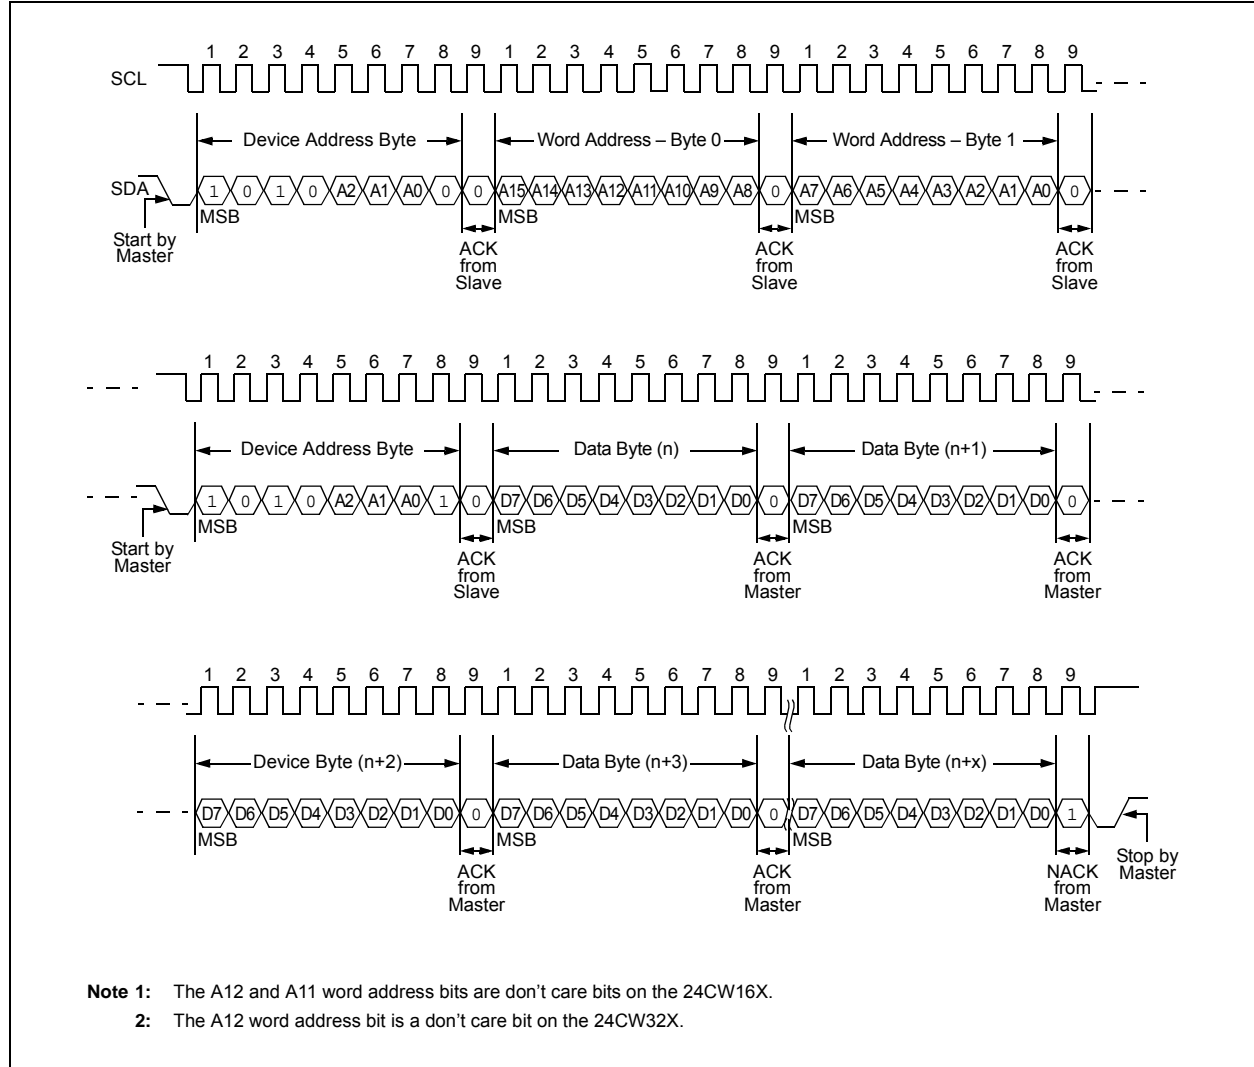 1 2 3 4 5 6 7 8 9 1 2 3 4 5 6 7 8 9 1 2 3 4 5 6 7 8 9
SCL
Device Address Byte Word Address – Byte 0 Word Address – Byte 1
SDA 1 0 1 0 A2 A1 A0 0 0 A15 A14 A13 A12 A11 A10 A9 A8 0 A7 A6 A5 A4 A3 A2 A1 A0 0
MSB MSB MSB
Start by Master
ACK from Slave
ACK from Slave
ACK from Slave
1 2 3 4 5 6 7 8 9 1 2 3 4 5 6 7 8 9 1 2 3 4 5 6 7 8 9
Device Address Byte Data Byte (n) Data Byte (n+1)
1 0 1 0 A2 A1 A0 1 0 D7 D6 D5 D4 D3 D2 D1 D0 0 D7 D6 D5 D4 D3 D2 D1 D0 0
MSB MSB MSB
Start by Master
ACK from Slave
ACK from Master
ACK from Master
1 2 3 4 5 6 7 8 9 1 2 3 4 5 6 7 8 9 1 2 3 4 5 6 7 8 9
Device Byte (n+2) Data Byte (n+3) Data Byte (n+x)
D7 D6 D5 D4 D3 D2 D1 D0 0 D7 D6 D5 D4 D3 D2 D1 D0 0 D7 D6 D5 D4 D3 D2 D1 D0 1
MSB MSB MSB
ACK from Master
ACK from Master
NACK from Master
Stop by Master
Note 1: The A12 and A11 word address bits are don't care bits on the 24CW16X.
2: The A12 word address bit is a don't care bit on the 24CW32X.